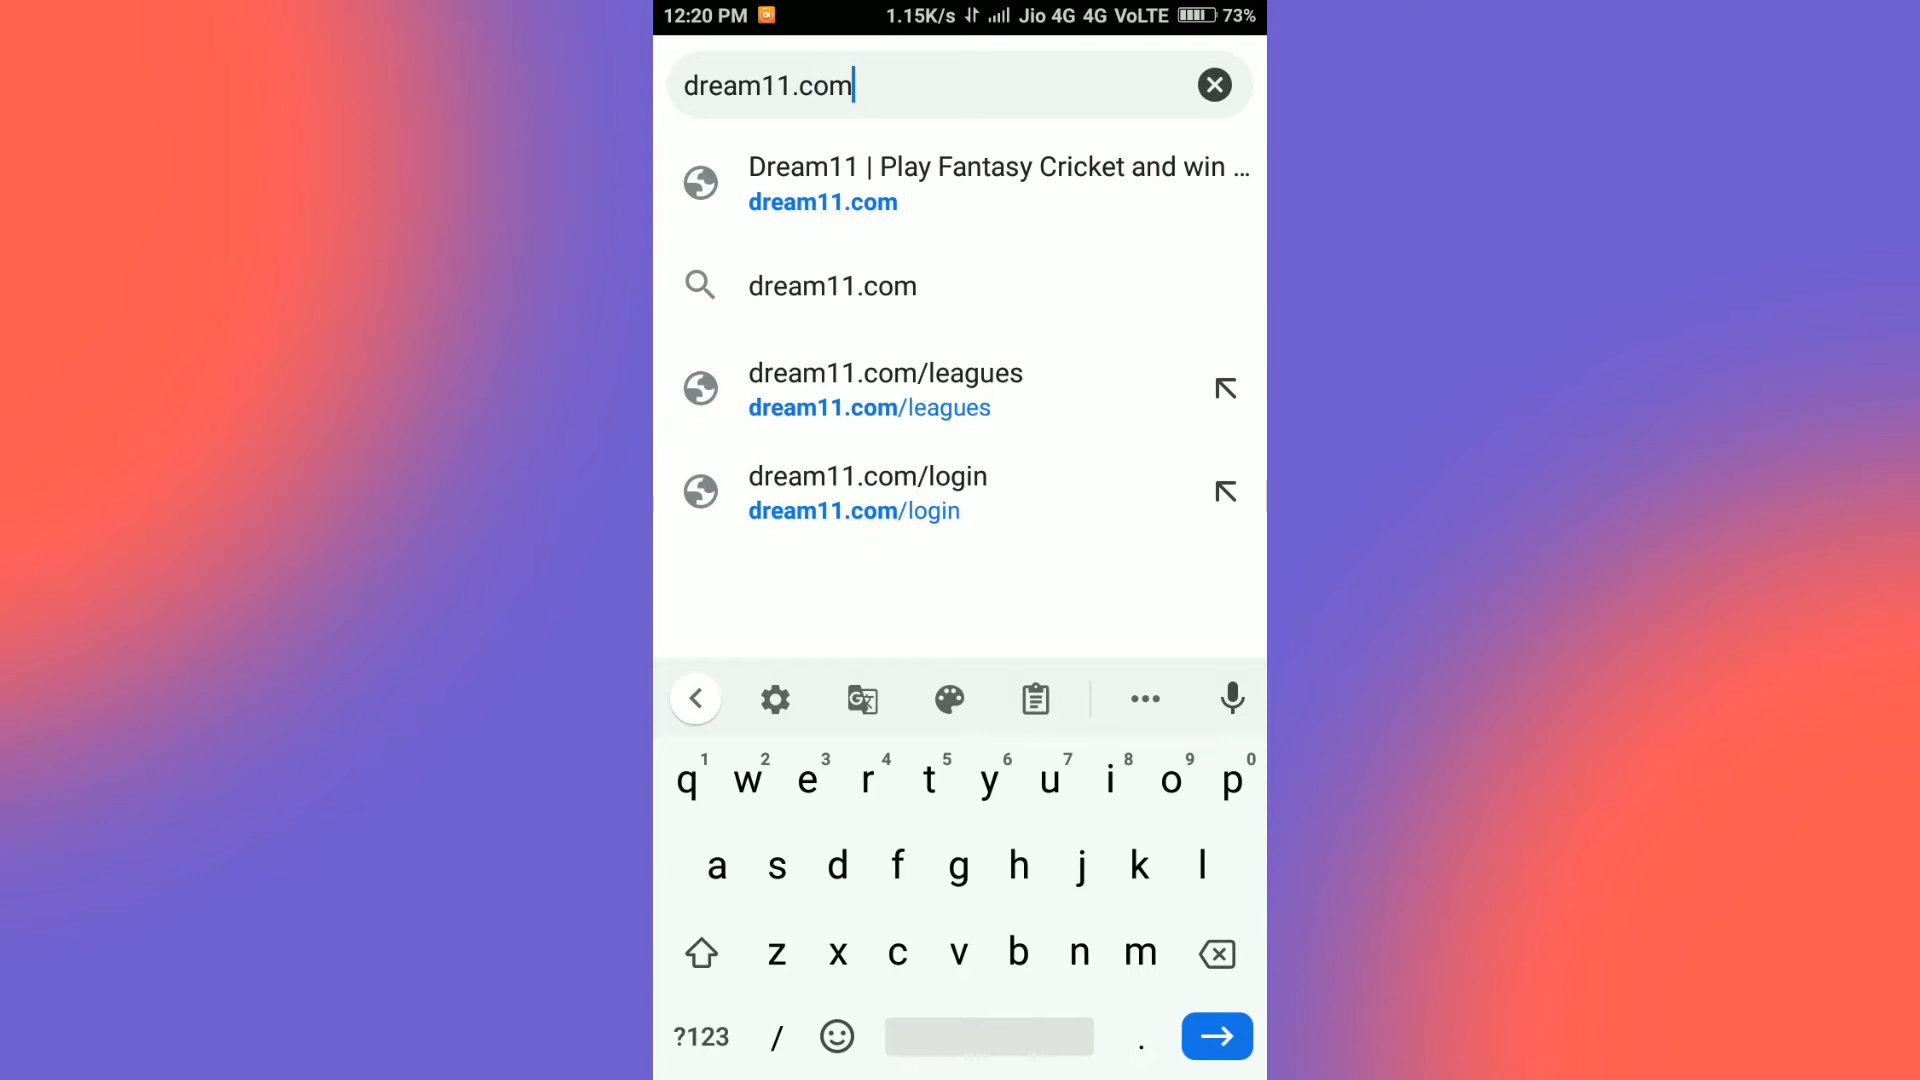 12:20 PM 1.15K/s Jio 4G 4G VoLTE 73%
dream11.com
Dream11 | Play Fantasy Cricket and win ...
dream11.com
dream11.com
dream11.com/leagues
dream11.com/leagues
dream11.com/login
dream11.com/login
1 2 3 4 5 6 7 8 9 0
q w e r t y u i o p
a s d f g h j k l
z x c v b n m
?123 / .